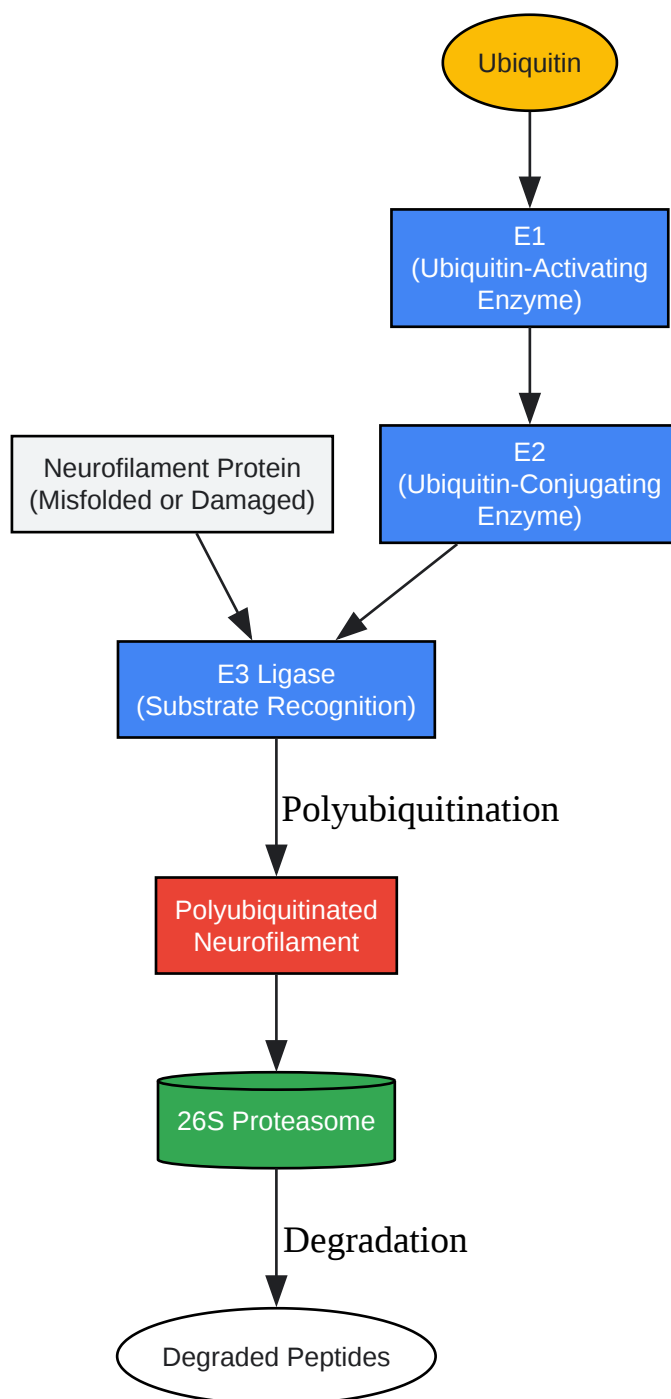 Ubiquitin
E1
(Ubiquitin-Activating
Enzyme)
Neurofilament Protein
(Misfolded or Damaged)
E2
(Ubiquitin-Conjugating
Enzyme)
E3 Ligase
(Substrate Recognition)
Polyubiquitination
Polyubiquitinated
Neurofilament
26S Proteasome
Degradation
Degraded Peptides